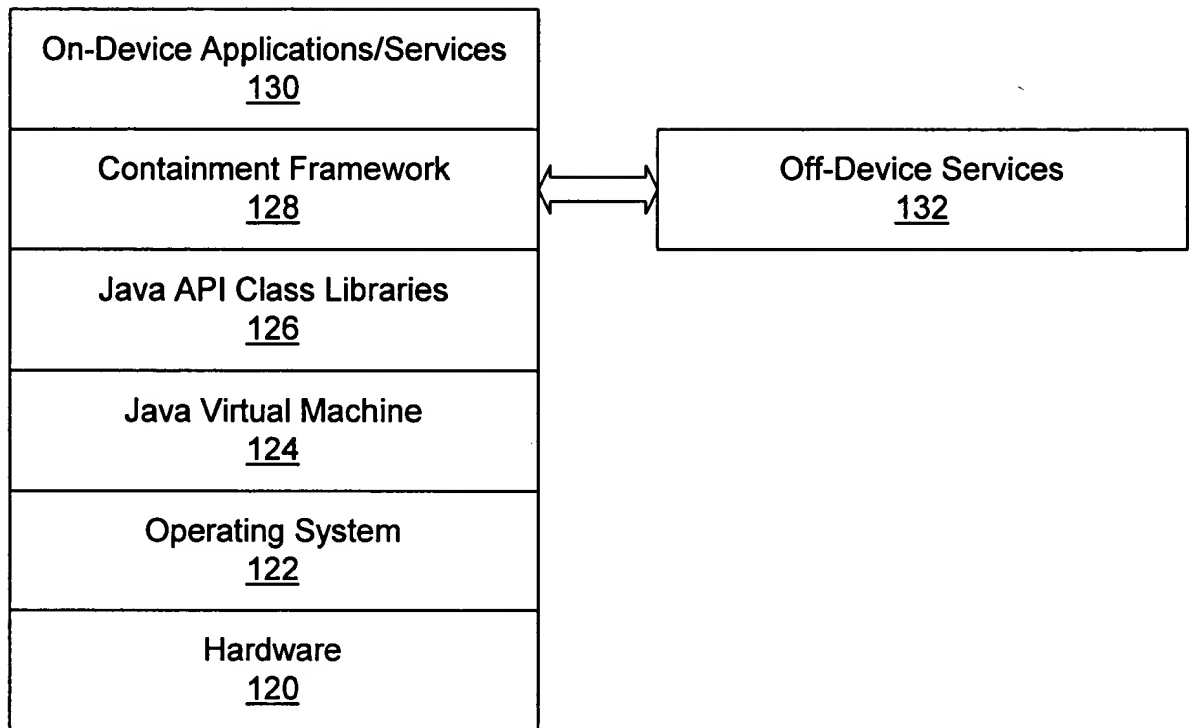 On-Device Applications/Services
130
Containment Framework
128
Off-Device Services
132
Java API Class Libraries
126
Java Virtual Machine
124
Operating System
122
Hardware
120